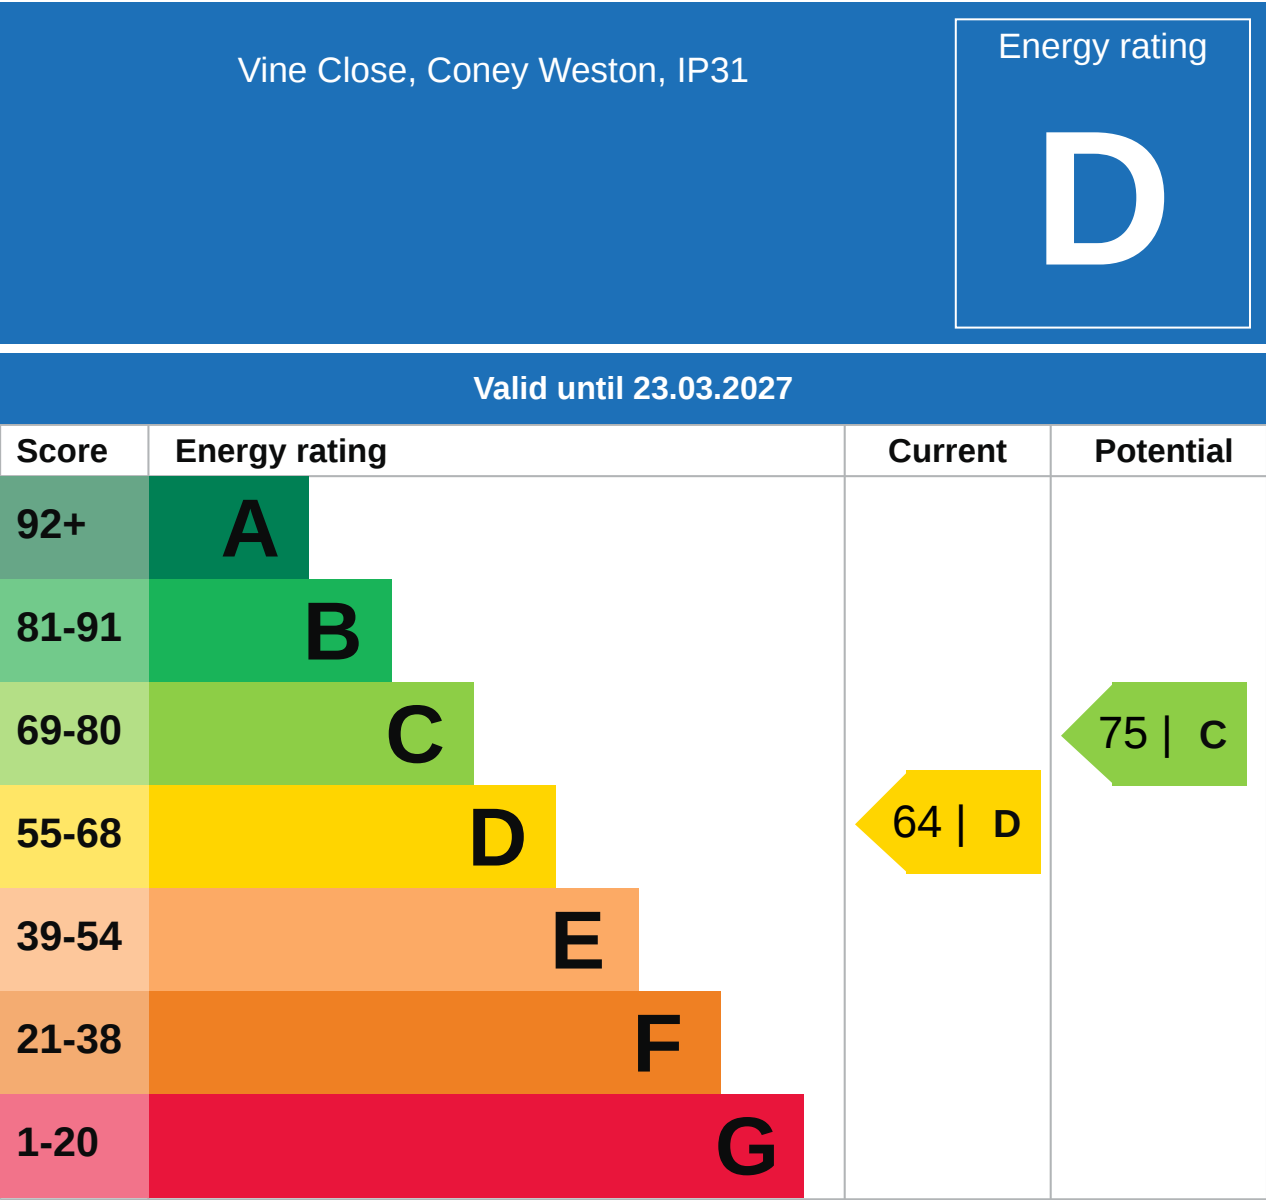 Vine Close, Coney Weston, IP31
Energy rating
D
Valid until 23.03.2027
Score Energy rating Current Potential
92+ A
81-91 B
69-80 C
75 | C
55-68 D
64 | D
39-54 E
21-38 F
1-20 G